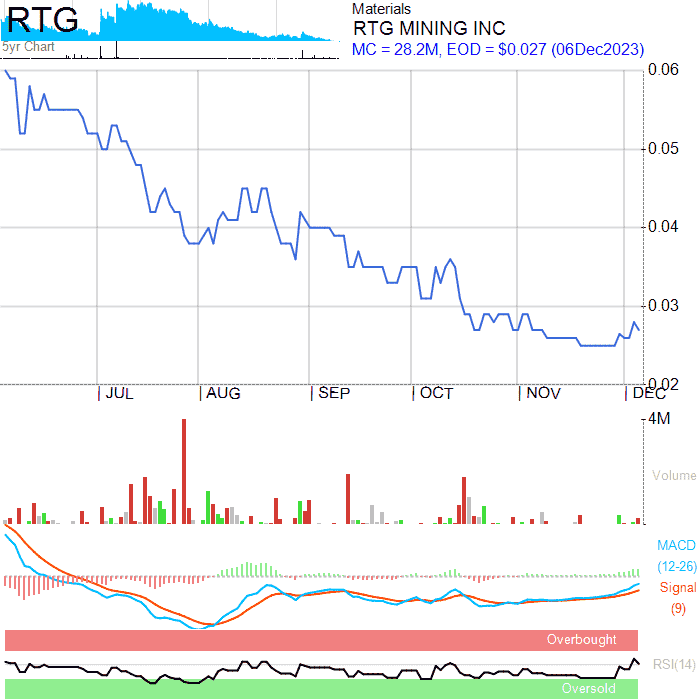 RTG
5yr Chart
Materials
RTG MINING INC
MC = 28.2M, EOD = $0.027 (06Dec2023)
0.06
0.05
0.04
0.03
0.02
JUL AUG SEP OCT NOV DEC
4M
Volume
MACD
(12-26)
Signal
(9)
Overbought
RSI(14)
Oversold